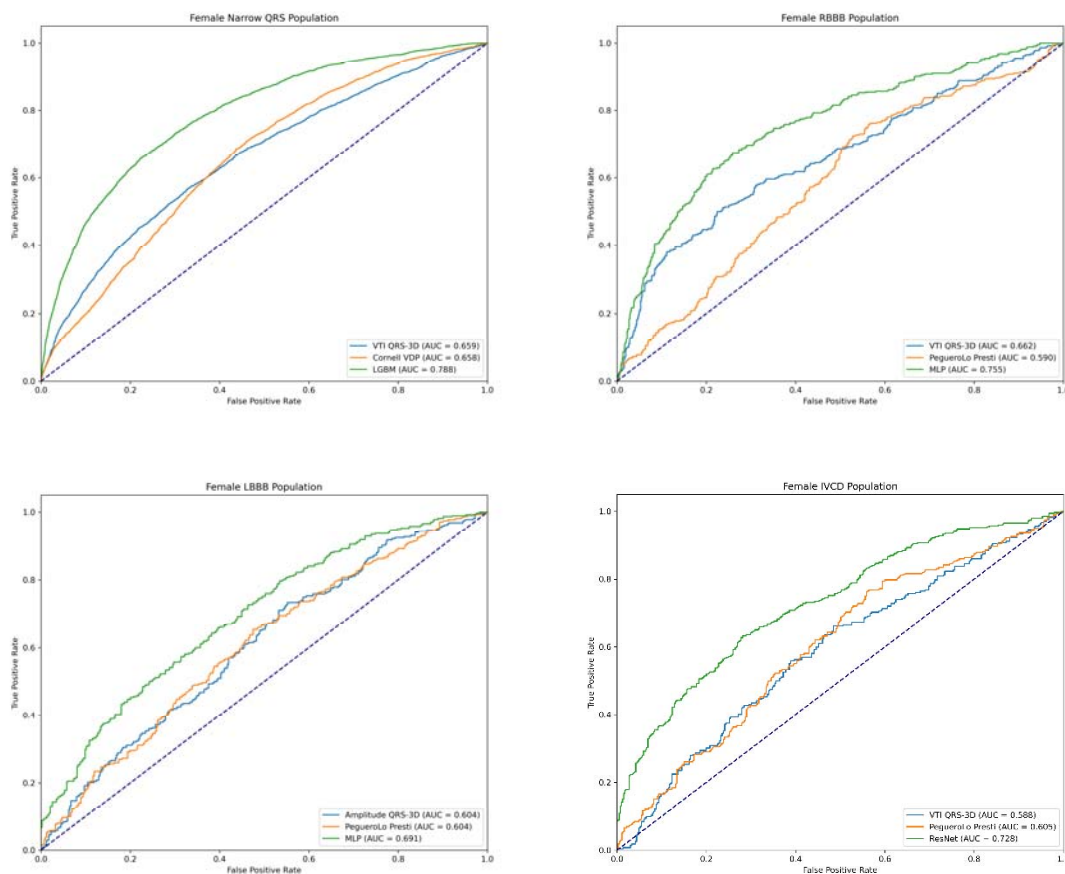 Female Narrow QRS Population
1.0
0.8
0.6
0.4
0.2
0.0
True Positive Rate
VTI QRS-3D (AUC = 0.659)
Cornell VDP (AUC = 0.658)
LGBM (AUC = 0.788)
0.0 0.2 0.4 0.6 0.8 1.0
False Positive Rate
Female RBBB Population
1.0
0.8
0.6
0.4
0.2
0.0
True Positive Rate
VTI QRS-3D (AUC = 0.662)
PegueroLo Presti (AUC = 0.590)
MLP (AUC = 0.755)
0.0 0.2 0.4 0.6 0.8 1.0
False Positive Rate
Female LBBB Population
1.0
0.8
0.6
0.4
0.2
0.0
True Positive Rate
Amplitude QRS-3D (AUC = 0.604)
PegueroLo Presti (AUC = 0.604)
MLP (AUC = 0.691)
0.0 0.2 0.4 0.6 0.8 1.0
False Positive Rate
Female IVCD Population
1.0
0.8
0.6
0.4
0.2
0.0
True Positive Rate
VTI QRS-3D (AUC = 0.588)
PegueroLo Presti (AUC = 0.605)
ResNet (AUC ~ 0.728)
0.0 0.2 0.4 0.6 0.8 1.
False Positive Rate